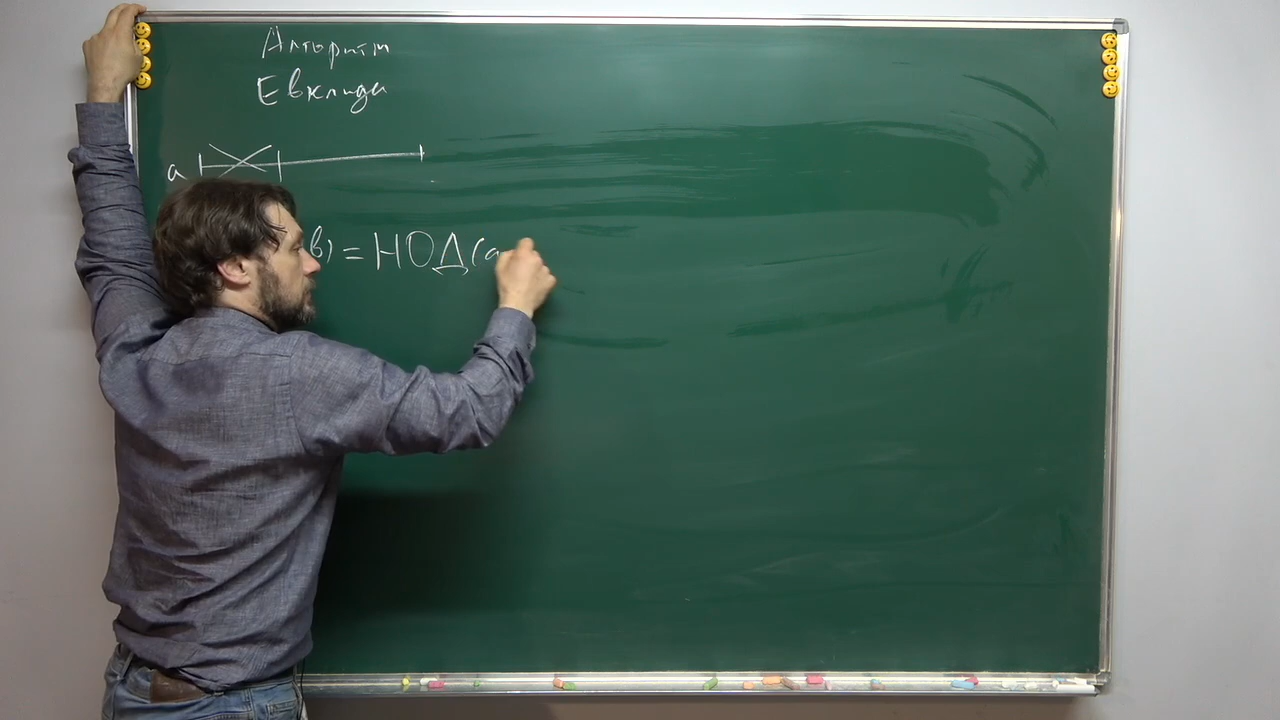 Алгоритм
Евклида
a
в) = НОД(a